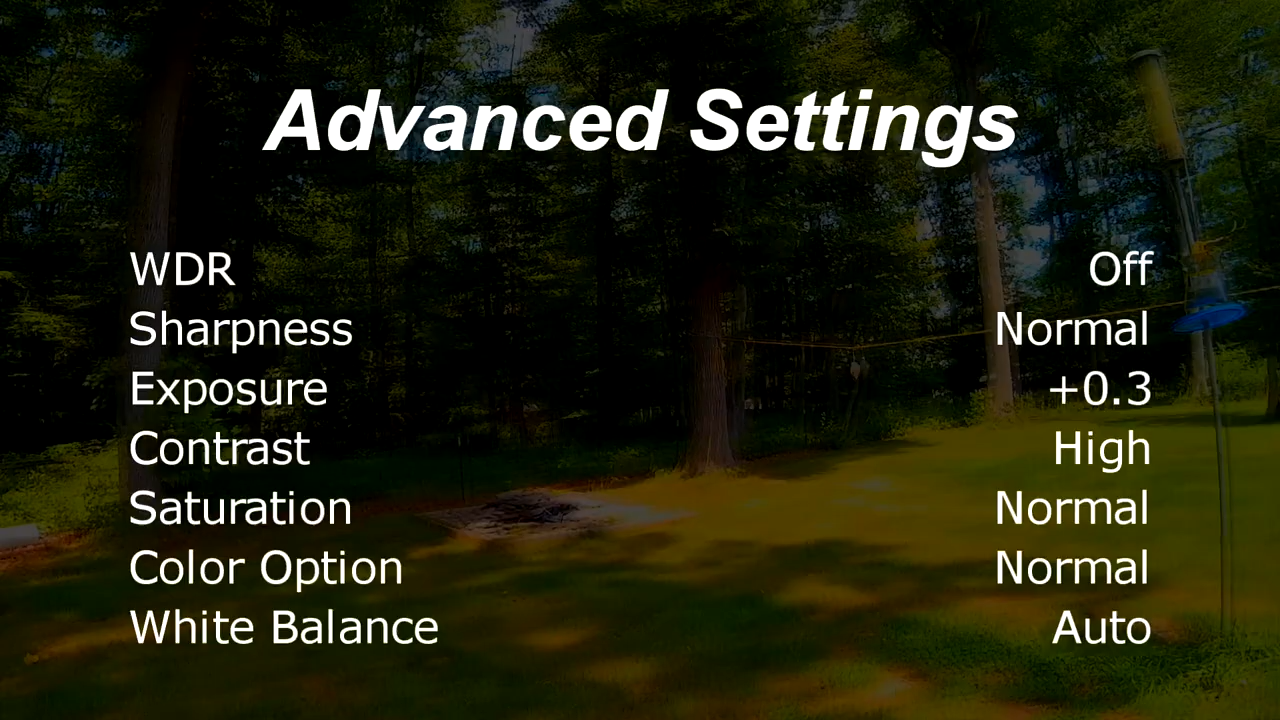 Advanced Settings
WDR Off
Sharpness Normal
Exposure +0.3
Contrast High
Saturation Normal
Color Option Normal
White Balance Auto